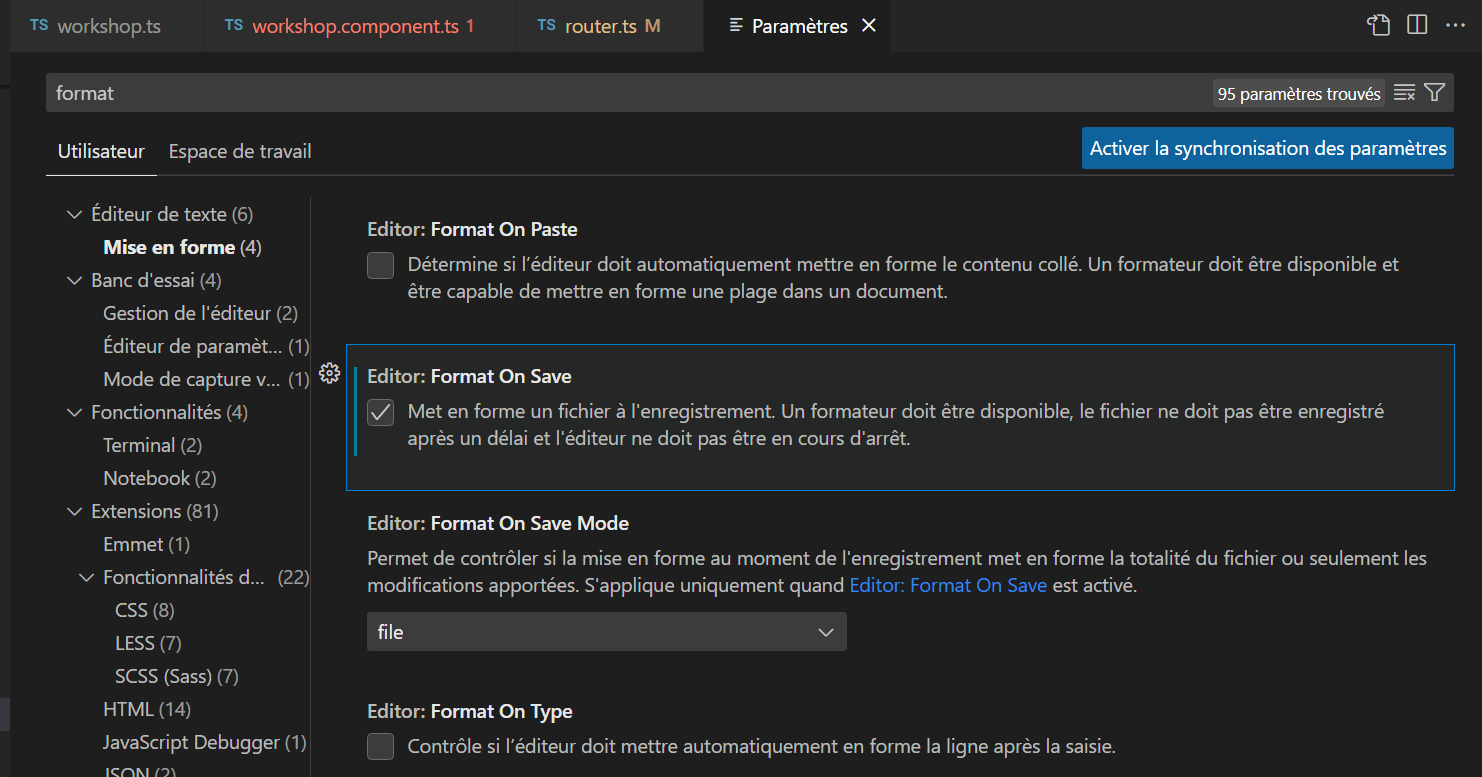 TS workshop.ts TS workshop.component.ts 1 TS router.ts M Paramètres
format 95 paramètres trouvés
Utilisateur Espace de travail Activer la synchronisation des paramètres
Éditeur de texte (6)
Mise en forme (4)
Banc d'essai (4)
Gestion de l'éditeur (2)
Éditeur de paramèt... (1)
Mode de capture v... (1)
Fonctionnalités (4)
Terminal (2)
Notebook (2)
Extensions (81)
Emmet (1)
Fonctionnalités d... (22)
CSS (8)
LESS (7)
SCSS (Sass) (7)
HTML (14)
JavaScript Debugger (1)
JSON (2)
Editor: Format On Paste
Détermine si l’éditeur doit automatiquement mettre en forme le contenu collé. Un formateur doit être disponible et
être capable de mettre en forme une plage dans un document.
Editor: Format On Save
Met en forme un fichier à l'enregistrement. Un formateur doit être disponible, le fichier ne doit pas être enregistré
après un délai et l'éditeur ne doit pas être en cours d'arrêt.
Editor: Format On Save Mode
Permet de contrôler si la mise en forme au moment de l'enregistrement met en forme la totalité du fichier ou seulement les
modifications apportées. S'applique uniquement quand Editor: Format On Save est activé.
file
Editor: Format On Type
Contrôle si l’éditeur doit mettre automatiquement en forme la ligne après la saisie.